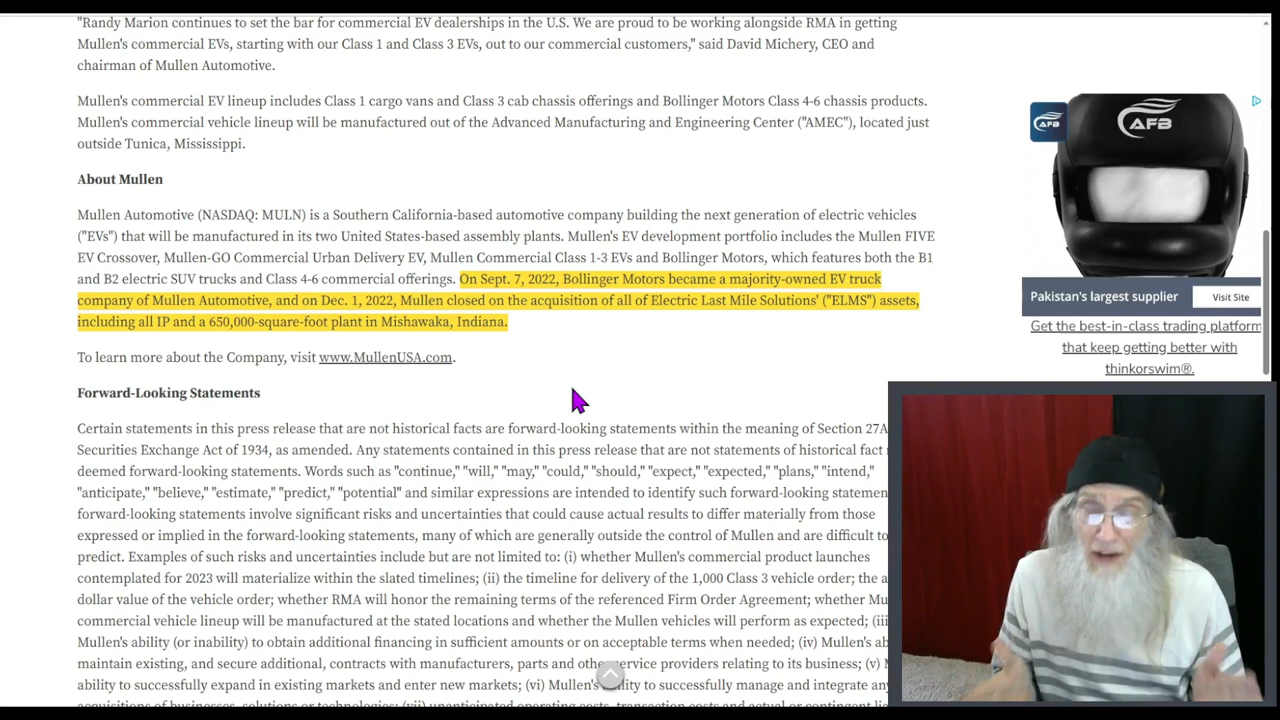 "Randy Marion continues to set the bar for commercial EV dealerships in the U.S. We are proud to be working alongside RMA in getting
Mullen's commercial EVs, starting with our Class 1 and Class 3 EVs, out to our commercial customers," said David Michery, CEO and
chairman of Mullen Automotive.
Mullen's commercial EV lineup includes Class 1 cargo vans and Class 3 cab chassis offerings and Bollinger Motors Class 4-6 chassis products.
Mullen's commercial vehicle lineup will be manufactured out of the Advanced Manufacturing and Engineering Center ("AMEC"), located just
outside Tunica, Mississippi.
About Mullen
Mullen Automotive (NASDAQ: MULN) is a Southern California-based automotive company building the next generation of electric vehicles
("EVs") that will be manufactured in its two United States-based assembly plants. Mullen's EV development portfolio includes the Mullen FIVE
EV Crossover, Mullen-GO Commercial Urban Delivery EV, Mullen Commercial Class 1-3 EVs and Bollinger Motors, which features both the B1
and B2 electric SUV trucks and Class 4-6 commercial offerings. On Sept. 7, 2022, Bollinger Motors became a majority-owned EV truck
company of Mullen Automotive, and on Dec. 1, 2022, Mullen closed on the acquisition of all of Electric Last Mile Solutions' ("ELMS") assets,
including all IP and a 650,000-square-foot plant in Mishawaka, Indiana.
To learn more about the Company, visit www.MullenUSA.com.
Forward-Looking Statements
Certain statements in this press release that are not historical facts are forward-looking statements within the meaning of Section 27A
Securities Exchange Act of 1934, as amended. Any statements contained in this press release that are not statements of historical fact
deemed forward-looking statements. Words such as "continue," "will," "may," "could," "should," "expect," "expected," "plans," "intend,"
"anticipate," "believe," "estimate," "predict," "potential" and similar expressions are intended to identify such forward-looking
forward-looking statements involve significant risks and uncertainties that could cause actual results to differ materially from those
expressed or implied in the forward-looking statements, many of which are generally outside the control of Mullen and are difficult to
predict. Examples of such risks and uncertainties include but are not limited to: (i) whether Mullen's commercial product launches
contemplated for 2023 will materialize within the slated timelines; (ii) the timeline for delivery of the 1,000 Class 3 vehicle order; the
dollar value of the vehicle order; whether RMA will honor the remaining terms of the referenced Firm Order Agreement; whether
commercial vehicle lineup will be manufactured at the stated locations and whether the Mullen vehicles will perform as expected;
Mullen's ability (or inability) to obtain additional financing in sufficient amounts or on acceptable terms when needed; (iv) Mullen's
maintain existing, and secure additional, contracts with manufacturers, parts and other service providers relating to its business; (v)
ability to successfully expand in existing markets and enter new markets; (vi) Mullen's ability to successfully manage and integrate
AFB
AFB
Pakistan's largest supplier
Visit Site
Get the best-in-class trading platform
that keep getting better with
thinkorswim®.